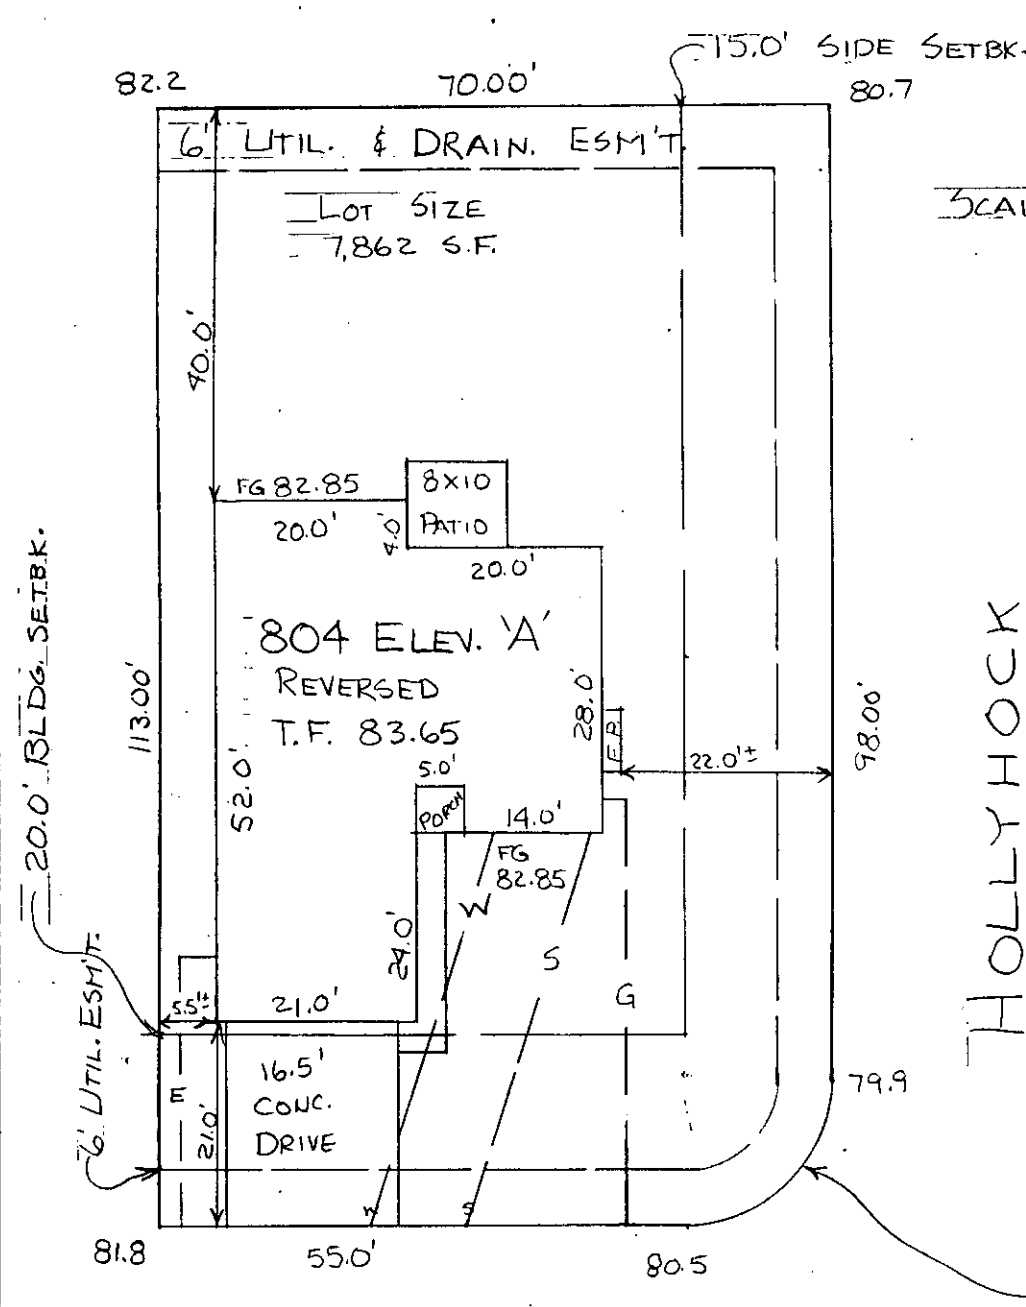 15.0' SIDE SETBK.
82.2
70.00'
80.7
6' UTIL. & DRAIN. ESM'T.
LOT SIZE
7,862 S.F.
40.0'
FG 82.85
8X10
PATIO
20.0'
4.0'
20.0'
20.0' BLDG. SETBK.
804 ELEV. 'A'
REVERSED
T.F. 83.65
HOLLYHOCK
113.00'
52.0'
28.0'
98.00'
22.0'±
5.0'
PORCH
14.0'
FG
82.85
W
24.0'
S
G
6' UTIL. ESM'T.
5.5'±
21.0'
E
21.0'
16.5'
CONC.
DRIVE
79.9
W
S
81.8
55.0'
80.5